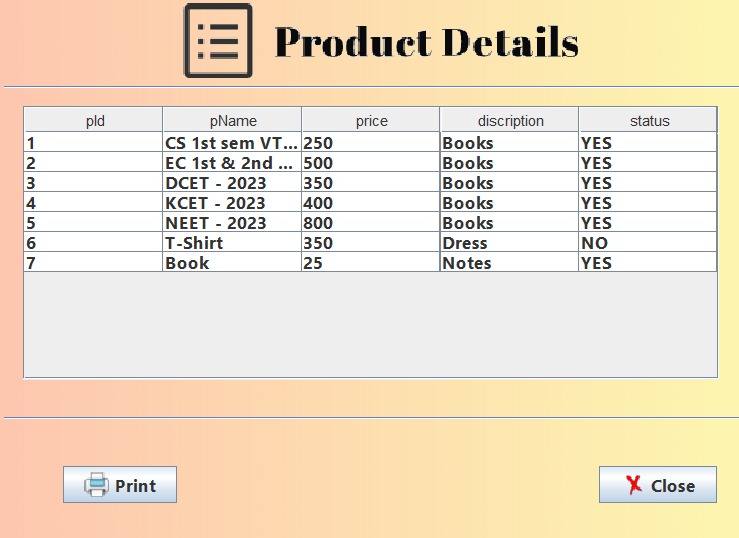 Product Details
pId pName price discription status
1 CS 1st sem VT... 250 Books YES
2 EC 1st & 2nd ... 500 Books YES
3 DCET - 2023 350 Books YES
4 KCET - 2023 400 Books YES
5 NEET - 2023 800 Books YES
6 T-Shirt 350 Dress NO
7 Book 25 Notes YES
Print Close